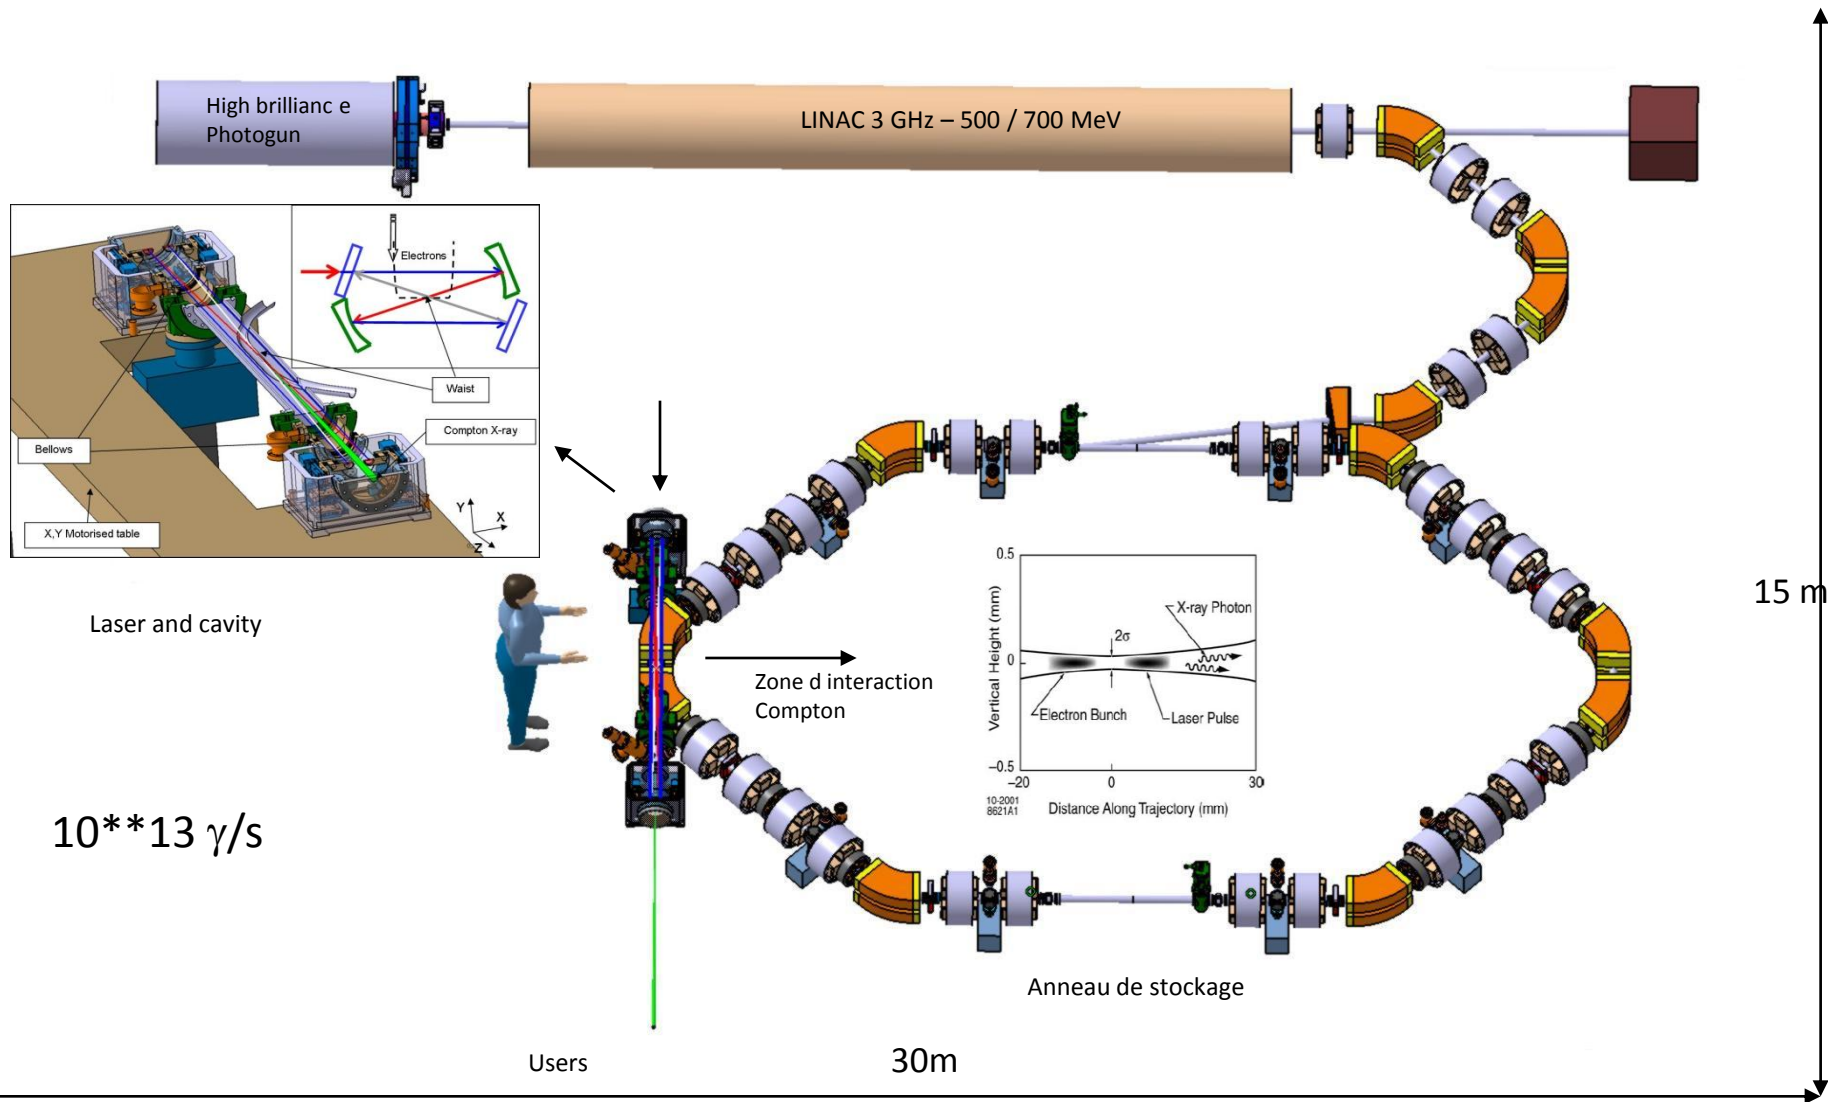 High brillianc e
Photogun
LINAC 3 GHz – 500 / 700 MeV
Electrons
Waist
Compton X-ray
Bellows
X,Y Motorised table
Y
X
Z
Laser and cavity
15 m
0.5
X-ray Photon
2σ
Vertical Height (mm)
0
Zone d interaction
Compton
Electron Bunch
Laser Pulse
–0.5
–20
0
30
10-2001
8621A1
Distance Along Trajectory (mm)
10**13 γ/s
Anneau de stockage
Users
30m